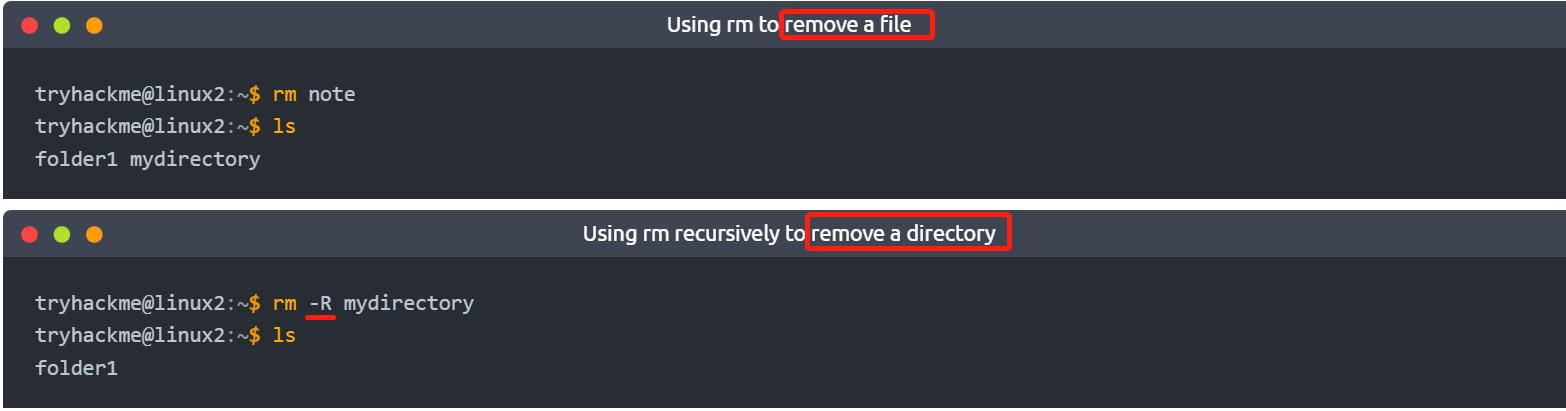 Using rm to remove a file
tryhackme@linux2:~$ rm note
tryhackme@linux2:~$ ls
folder1 mydirectory
Using rm recursively to remove a directory
tryhackme@linux2:~$ rm -R mydirectory
tryhackme@linux2:~$ ls
folder1